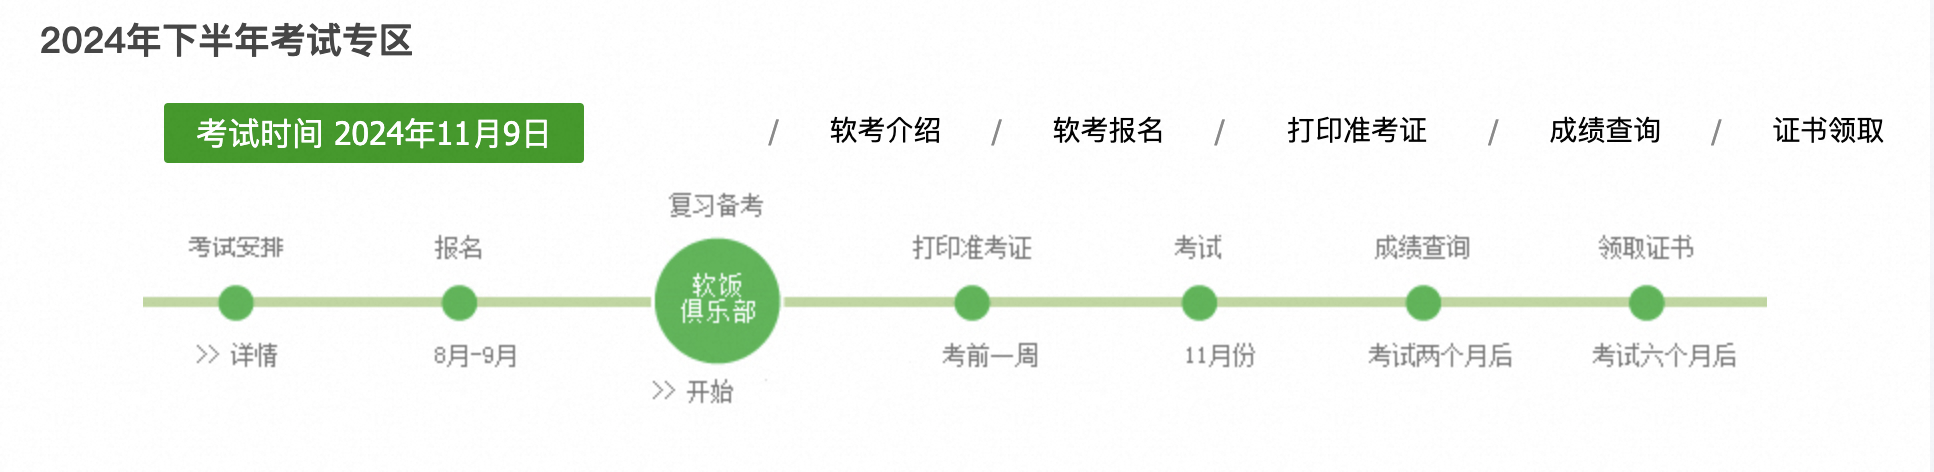 2024年下半年考试专区
考试时间 2024年11月9日
/ 软考介绍 / 软考报名 / 打印准考证 / 成绩查询 / 证书领取
复习备考
考试安排 报名 打印准考证 考试 成绩查询 领取证书
软饭
俱乐部
>> 详情 8月-9月 考前一周 11月份 考试两个月后 考试六个月后
>> 开始